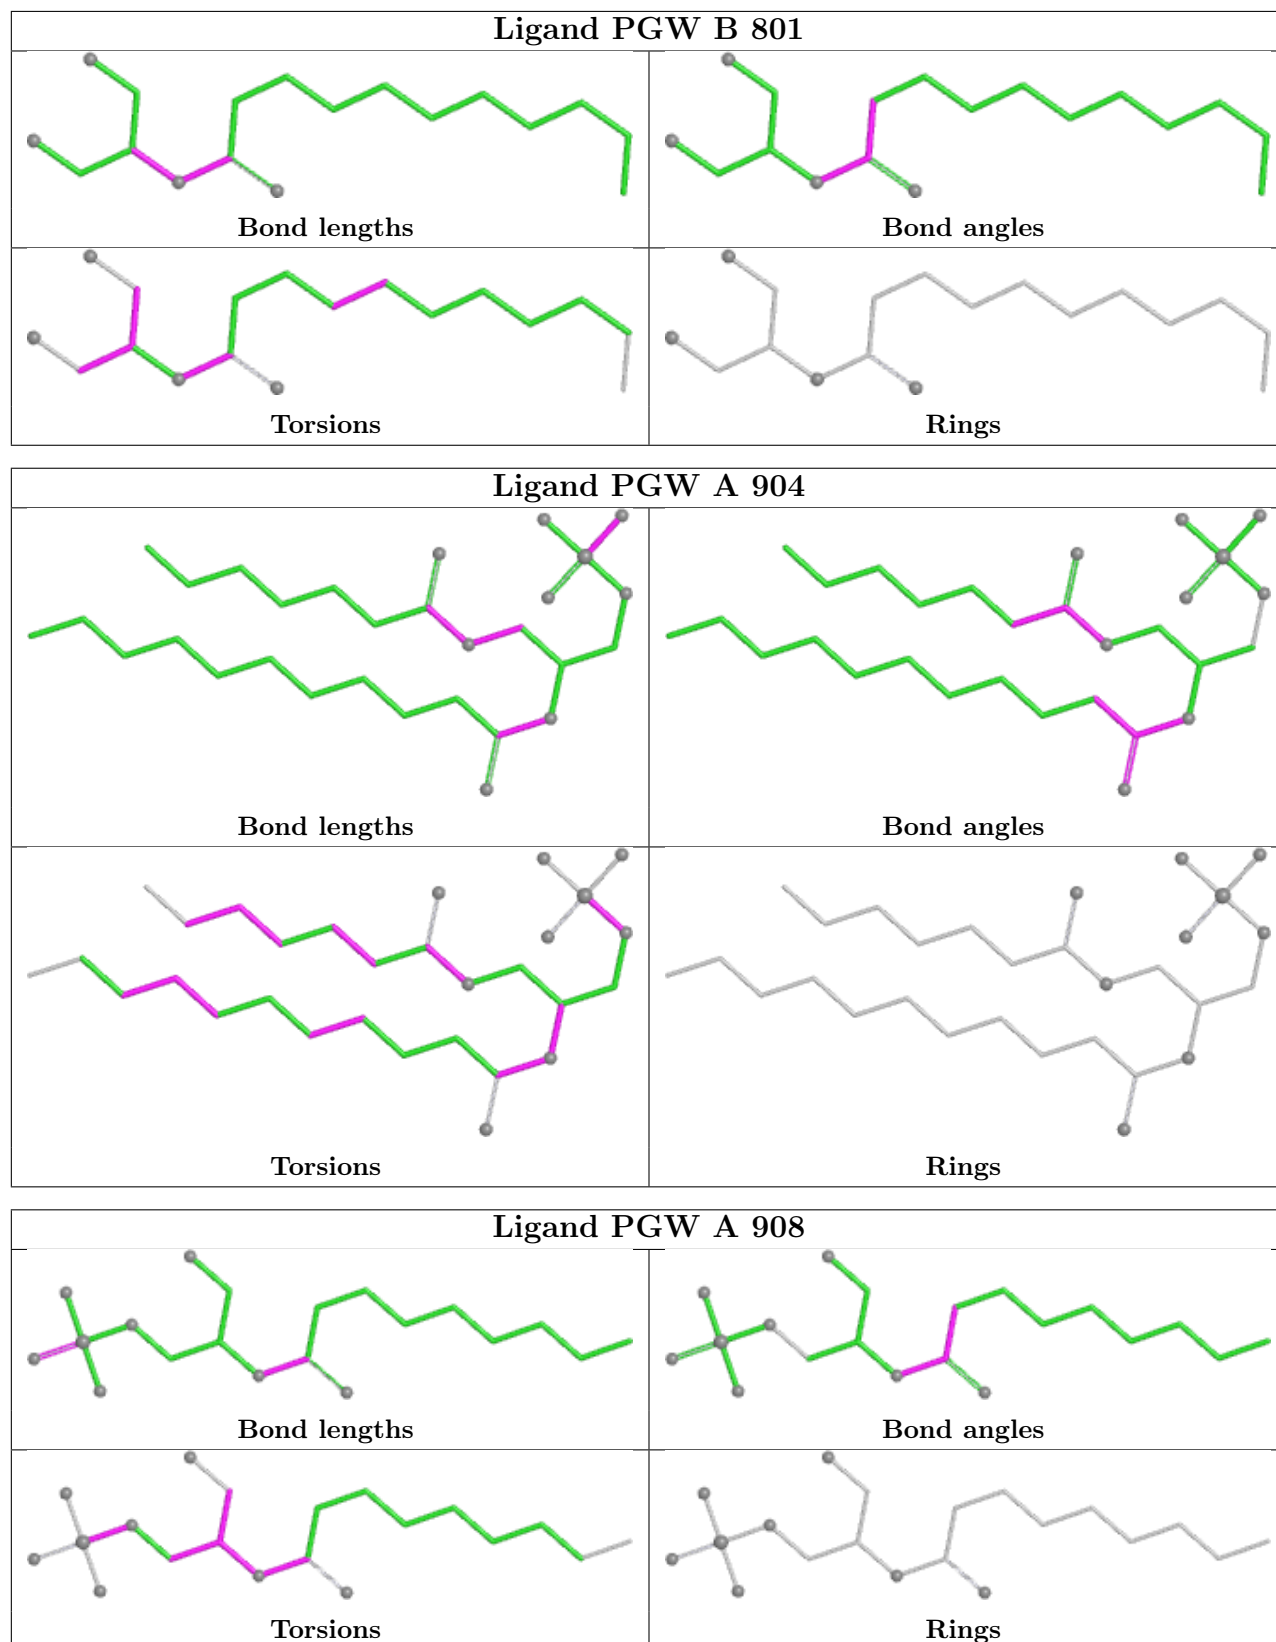 Ligand PGW B 801
Bond lengths
Bond angles
Torsions
Rings
Ligand PGW A 904
Bond lengths
Bond angles
Torsions
Rings
Ligand PGW A 908
Bond lengths
Bond angles
Torsions
Rings